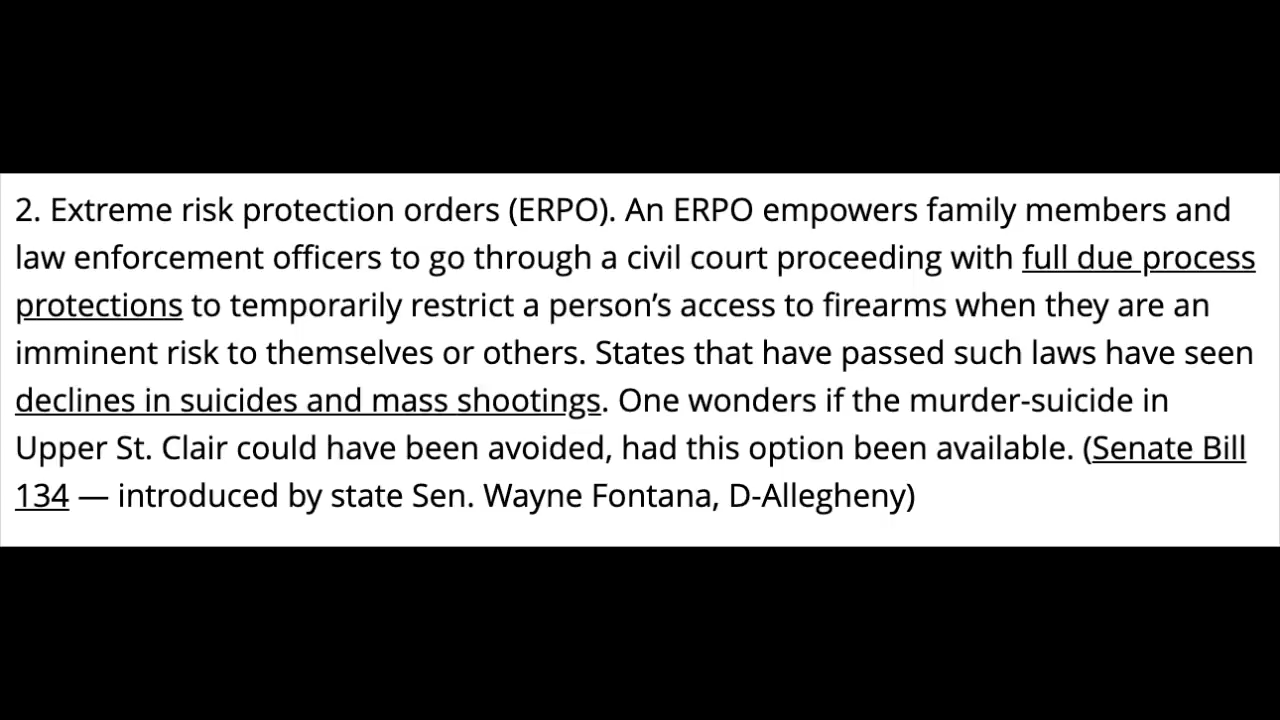 2. Extreme risk protection orders (ERPO). An ERPO empowers family members and
law enforcement officers to go through a civil court proceeding with full due process
protections to temporarily restrict a person’s access to firearms when they are an
imminent risk to themselves or others. States that have passed such laws have seen
declines in suicides and mass shootings. One wonders if the murder-suicide in
Upper St. Clair could have been avoided, had this option been available. (Senate Bill
134 — introduced by state Sen. Wayne Fontana, D-Allegheny)